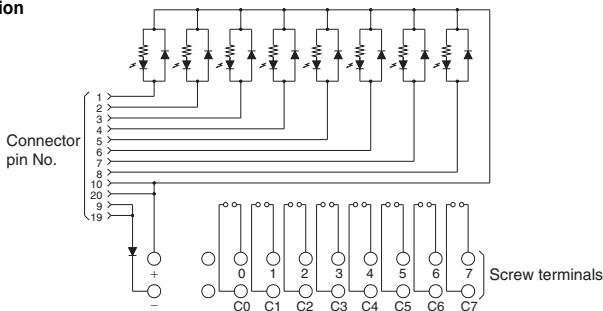 ion
1
2
3
4
5
6
7
8
10
20
9
19
Connector
pin No.
+ 0 1 2 3 4 5 6 7
− C0 C1 C2 C3 C4 C5 C6 C7
Screw terminals